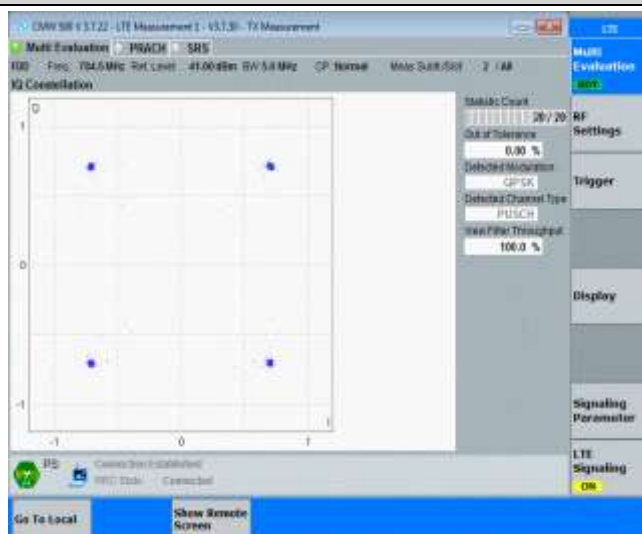 CMW 500 V 3.7.22 - LTE Measurement 1 - V3.7.30 - TX Measurement
Multi Evaluation PRACH SRS
FDD Freq.: 704.5 MHz Ref. Level: 41.00 dBm BW: 5.0 MHz CP: Normal Meas Subfr./Slot: 2 / All
IQ Constellation
Q
1
0
-1
-1
0
1
I
Statistic Count
20 / 20
Out of Tolerance
0.00 %
Detected Modulation
QPSK
Detected Channel Type
PUSCH
View Filter Throughput
100.0 %
PS
Connection Established
RRC State Connected
LTE
Multi
Evaluation
RDY
RF
Settings
Trigger
Display
Signaling
Parameter
LTE
Signaling
ON
Go To Local
Show Remote
Screen